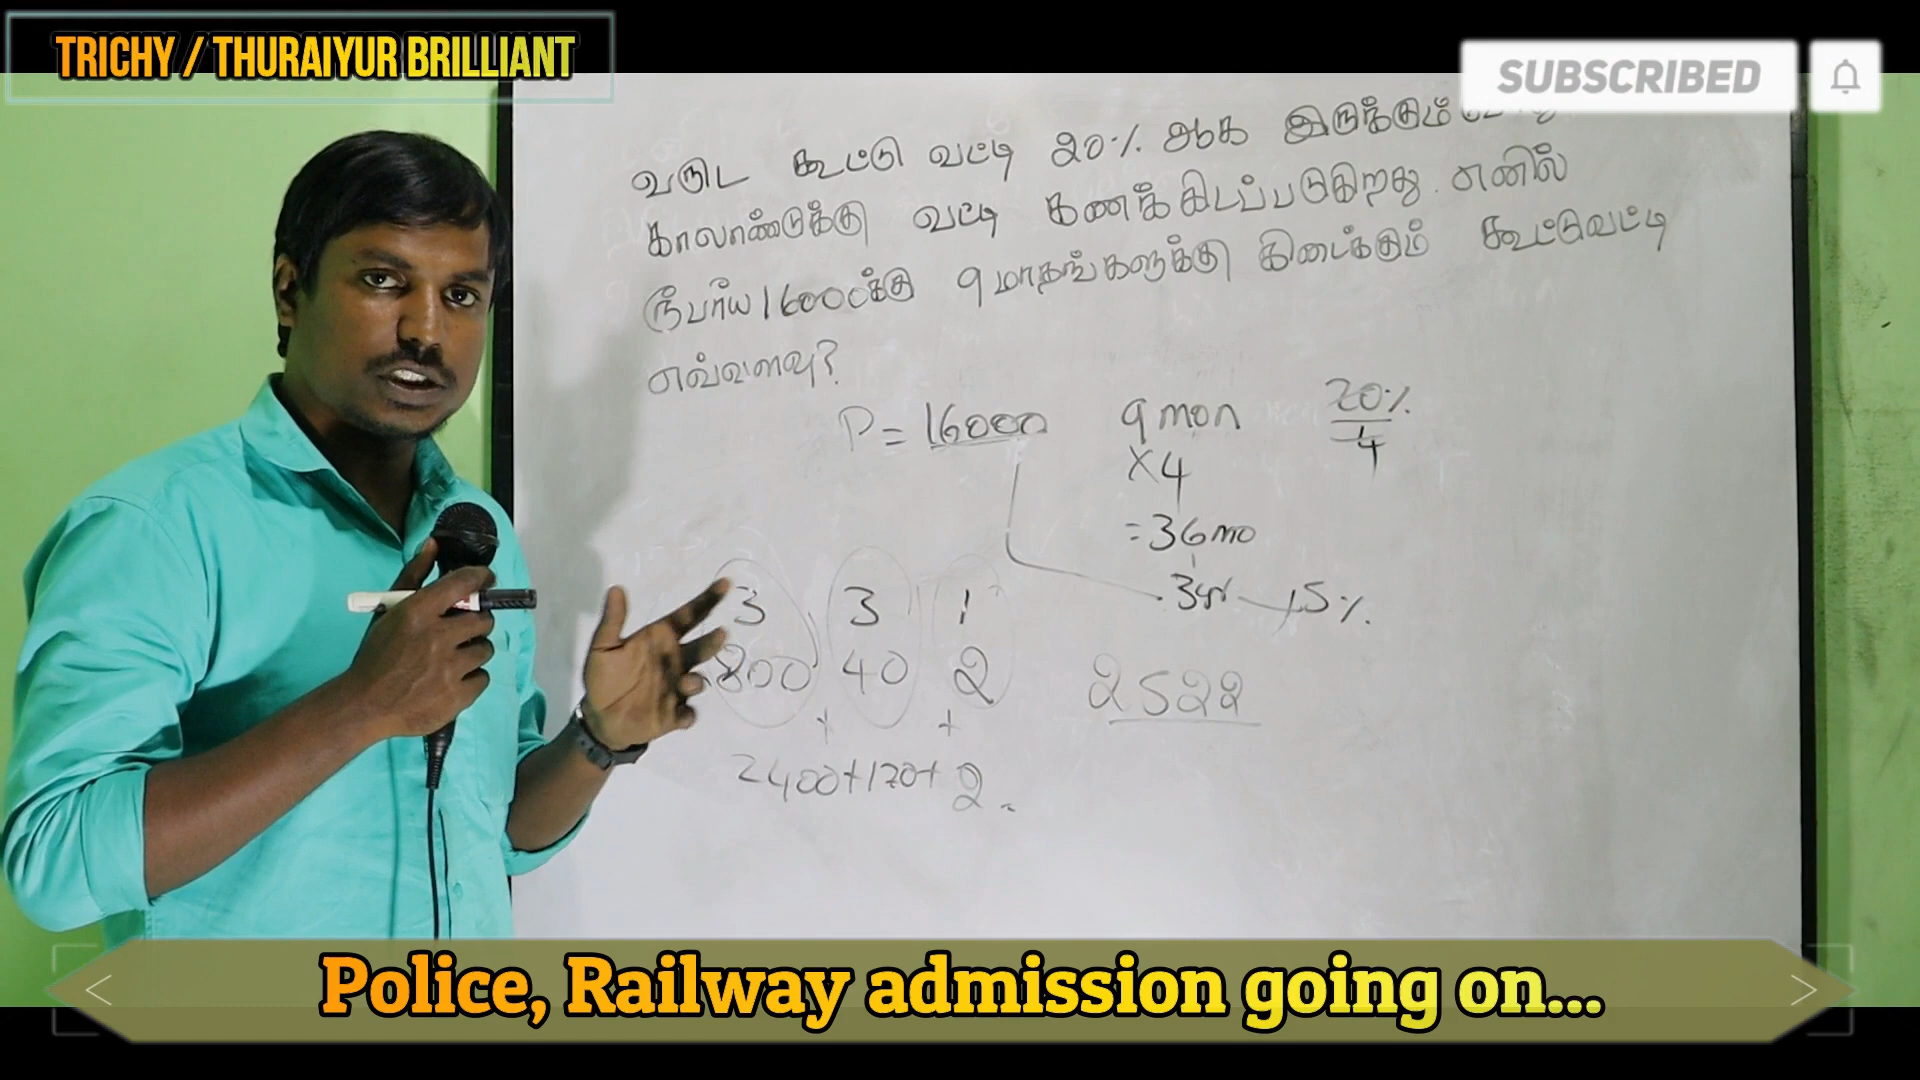 TRICHY / THURAIYUR BRILLIANT
SUBSCRIBED
வருட கூட்டு வட்டி 20% ஆக இருக்கும்
காலாண்டுக்கு வட்டி கணக்கிடப்படுகிறது. எனில்
ரூபாய் 16000க்கு 9 மாதங்களுக்கு கிடைக்கும் கூட்டுவட்டி
எவ்வளவு?
P = 16000 9 mon 20%/4
×4
= 36 mo
3yr 5%
3 3 1
800 40 2
2522
+ +
2400+120+2
Police, Railway admission going on...